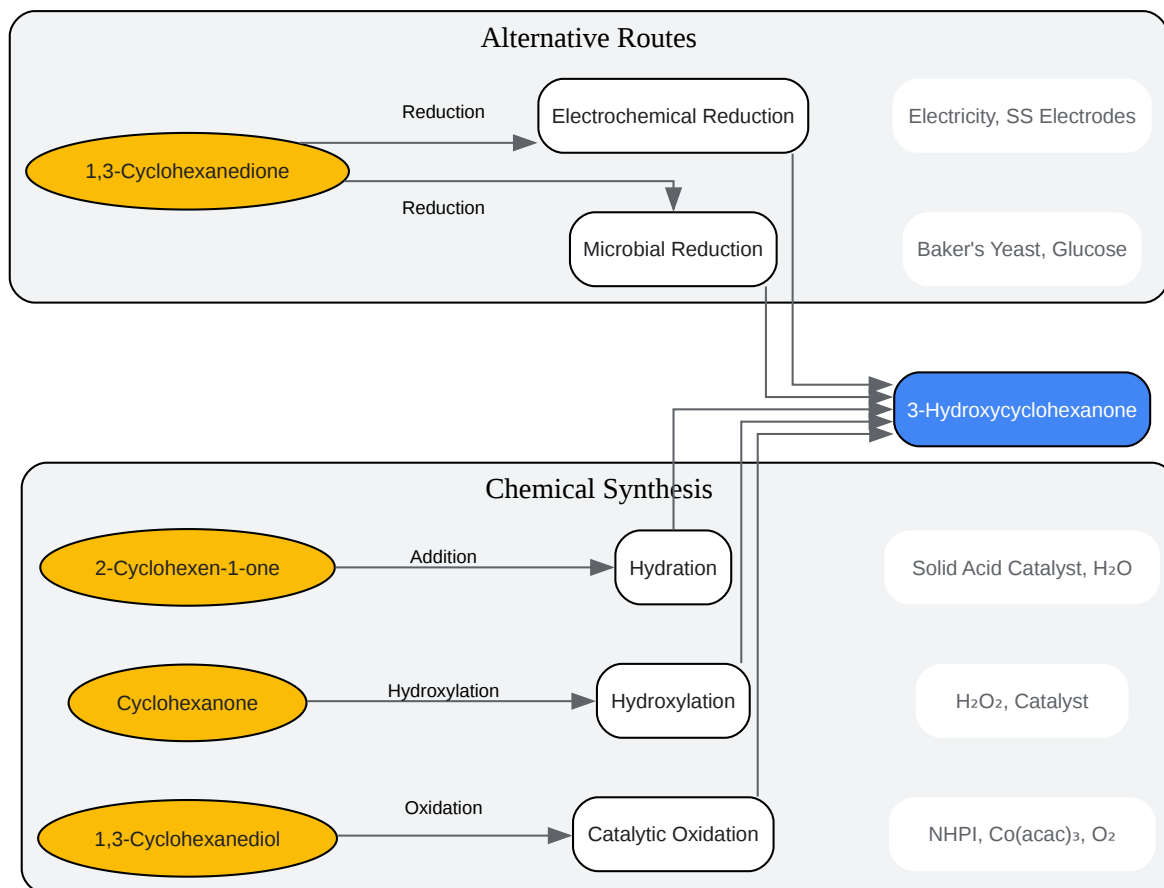 Alternative Routes
Reduction
Electrochemical Reduction
Electricity, SS Electrodes
1,3-Cyclohexanedione
Reduction
Microbial Reduction
Baker's Yeast, Glucose
3-Hydroxycyclohexanone
Chemical Synthesis
2-Cyclohexen-1-one
Addition
Hydration
Solid Acid Catalyst, H₂O
Cyclohexanone
Hydroxylation
Hydroxylation
H₂O₂, Catalyst
1,3-Cyclohexanediol
Oxidation
Catalytic Oxidation
NHPI, Co(acac)₃, O₂